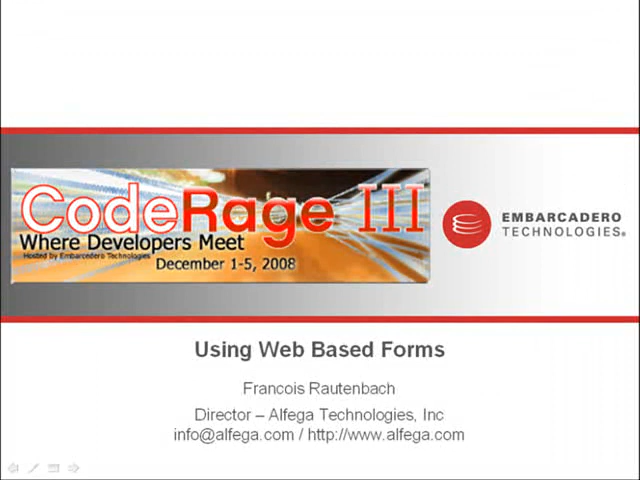 CodeRage III
Where Developers Meet
Hosted by Embarcadero Technologies
December 1-5, 2008
EMBARCADERO
TECHNOLOGIES®
Using Web Based Forms
Francois Rautenbach
Director – Alfega Technologies, Inc
info@alfega.com / http://www.alfega.com